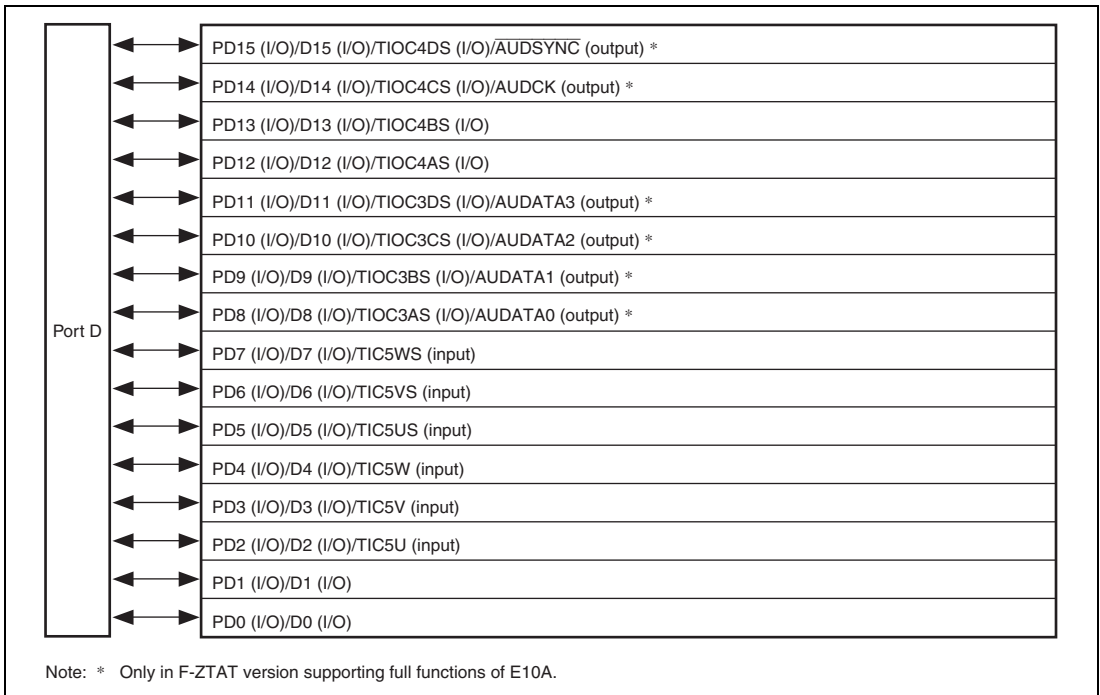 PD15 (I/O)/D15 (I/O)/TIOC4DS (I/O)/A̅U̅D̅S̅Y̅N̅C̅ (output) *
PD14 (I/O)/D14 (I/O)/TIOC4CS (I/O)/AUDCK (output) *
PD13 (I/O)/D13 (I/O)/TIOC4BS (I/O)
PD12 (I/O)/D12 (I/O)/TIOC4AS (I/O)
PD11 (I/O)/D11 (I/O)/TIOC3DS (I/O)/AUDATA3 (output) *
PD10 (I/O)/D10 (I/O)/TIOC3CS (I/O)/AUDATA2 (output) *
PD9 (I/O)/D9 (I/O)/TIOC3BS (I/O)/AUDATA1 (output) *
PD8 (I/O)/D8 (I/O)/TIOC3AS (I/O)/AUDATA0 (output) *
Port D
PD7 (I/O)/D7 (I/O)/TIC5WS (input)
PD6 (I/O)/D6 (I/O)/TIC5VS (input)
PD5 (I/O)/D5 (I/O)/TIC5US (input)
PD4 (I/O)/D4 (I/O)/TIC5W (input)
PD3 (I/O)/D3 (I/O)/TIC5V (input)
PD2 (I/O)/D2 (I/O)/TIC5U (input)
PD1 (I/O)/D1 (I/O)
PD0 (I/O)/D0 (I/O)
Note: * Only in F-ZTAT version supporting full functions of E10A.